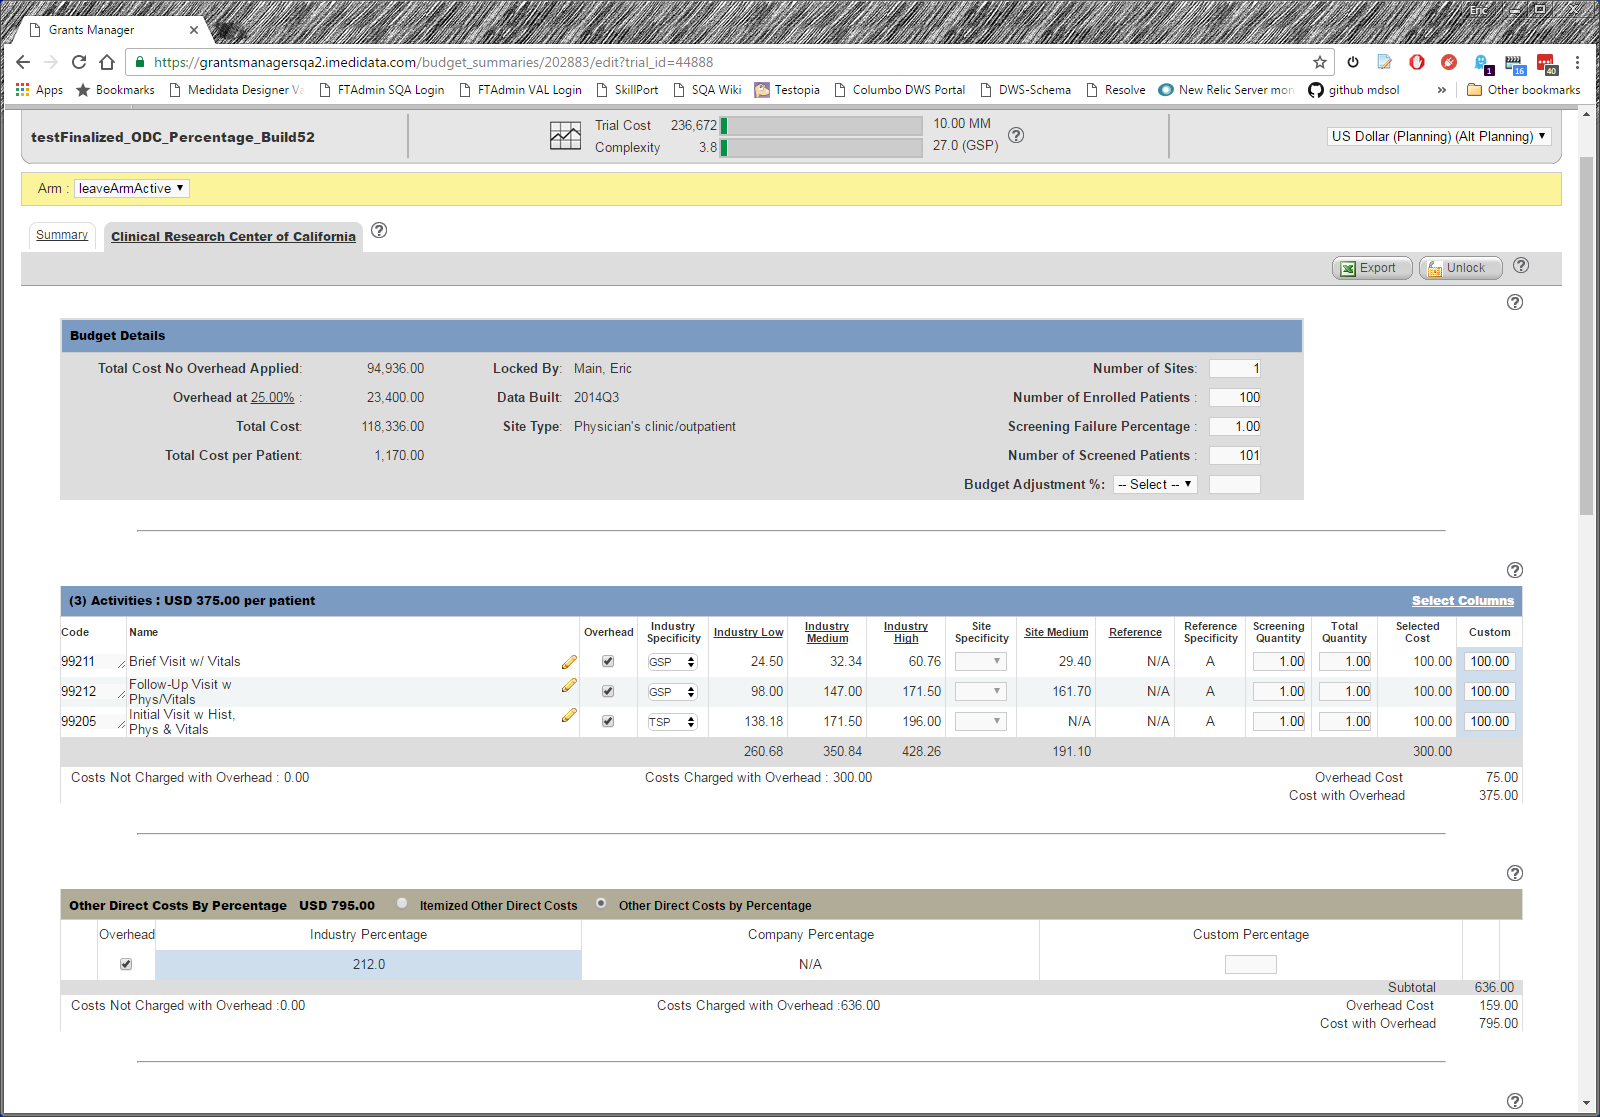 Eric
Grants Manager
https://grantsmanagersqa2.imedidata.com/budget_summaries/202883/edit?trial_id=44888
1 16 40
Apps Bookmarks Medidata Designer Va FTAdmin SQA Login FTAdmin VAL Login SkillPort SQA Wiki Testopia Columbo DWS Portal DWS-Schema Resolve New Relic Server mon github mdsol » Other bookmarks
testFinalized_ODC_Percentage_Build52
Trial Cost 236,672 10.00 MM
Complexity 3.8 27.0 (GSP)
US Dollar (Planning) (Alt Planning)
Arm : leaveArmActive
Summary Clinical Research Center of California
Export Unlock
Budget Details
Total Cost No Overhead Applied: 94,936.00 Locked By: Main, Eric Number of Sites: 1
Overhead at 25.00% : 23,400.00 Data Built: 2014Q3 Number of Enrolled Patients : 100
Total Cost: 118,336.00 Site Type: Physician's clinic/outpatient Screening Failure Percentage : 1.00
Total Cost per Patient: 1,170.00 Number of Screened Patients : 101
Budget Adjustment %: -- Select --
(3) Activities : USD 375.00 per patient Select Columns
Code Name Overhead Industry Specificity Industry Low Industry Medium Industry High Site Specificity Site Medium Reference Reference Specificity Screening Quantity Total Quantity Selected Cost Custom
99211 Brief Visit w/ Vitals GSP 24.50 32.34 60.76 29.40 N/A A 1.00 1.00 100.00 100.00
99212 Follow-Up Visit w Phys/Vitals GSP 98.00 147.00 171.50 161.70 N/A A 1.00 1.00 100.00 100.00
99205 Initial Visit w Hist, Phys & Vitals TSP 138.18 171.50 196.00 N/A N/A A 1.00 1.00 100.00 100.00
260.68 350.84 428.26 191.10 300.00
Costs Not Charged with Overhead : 0.00 Costs Charged with Overhead : 300.00 Overhead Cost 75.00
Cost with Overhead 375.00
Other Direct Costs By Percentage USD 795.00 Itemized Other Direct Costs Other Direct Costs by Percentage
Overhead Industry Percentage Company Percentage Custom Percentage
212.0 N/A
Subtotal 636.00
Costs Not Charged with Overhead :0.00 Costs Charged with Overhead :636.00 Overhead Cost 159.00
Cost with Overhead 795.00